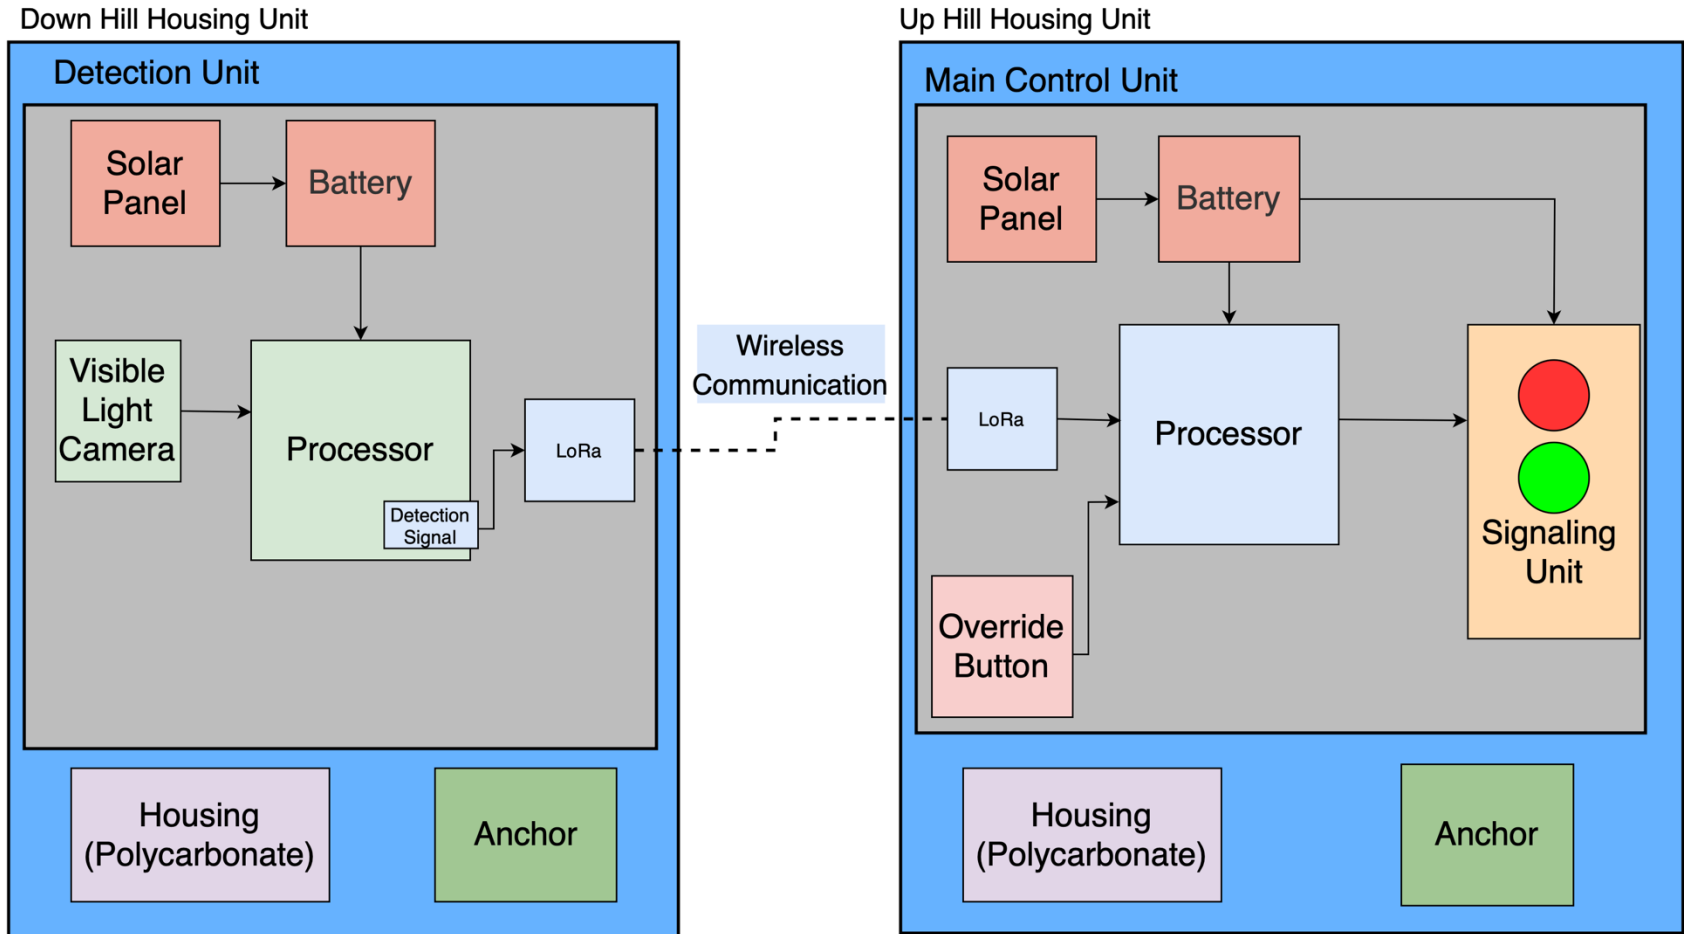 Down Hill Housing Unit
Detection Unit
Solar
Panel
Battery
Visible
Light
Camera
Processor
Detection
Signal
LoRa
Housing
(Polycarbonate)
Anchor
Wireless
Communication
Up Hill Housing Unit
Main Control Unit
Solar
Panel
Battery
LoRa
Processor
Override
Button
Signaling
Unit
Housing
(Polycarbonate)
Anchor